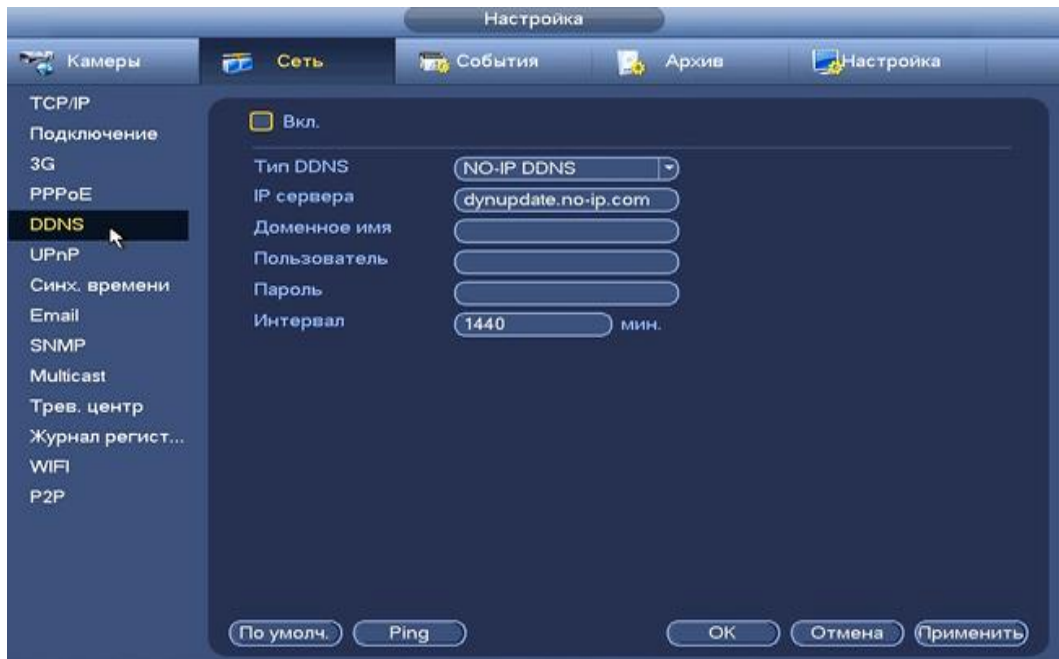 Настройка
Камеры
Сеть
События
Архив
Настройка
TCP/IP
Подключение
3G
PPPoE
DDNS
UPnP
Синх. времени
Email
SNMP
Multicast
Трев. центр
Журнал регист...
WIFI
P2P
Вкл.
Тип DDNS NO-IP DDNS
IP сервера dynupdate.no-ip.com
Доменное имя
Пользователь
Пароль
Интервал 1440 мин.
По умолч. Ping OK Отмена Применить